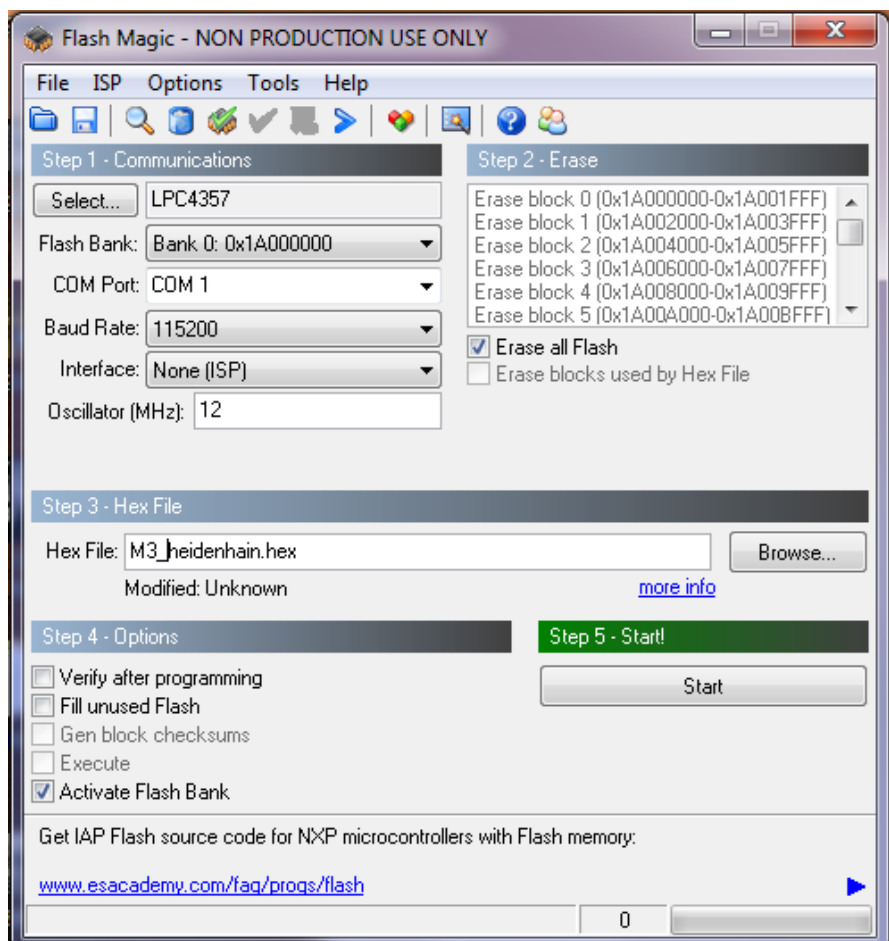 Flash Magic - NON PRODUCTION USE ONLY
File ISP Options Tools Help
Step 1 - Communications
Select... LPC4357
Flash Bank: Bank 0: 0x1A000000
COM Port: COM 1
Baud Rate: 115200
Interface: None (ISP)
Oscillator (MHz): 12
Step 2 - Erase
Erase block 0 (0x1A000000-0x1A001FFF)
Erase block 1 (0x1A002000-0x1A003FFF)
Erase block 2 (0x1A004000-0x1A005FFF)
Erase block 3 (0x1A006000-0x1A007FFF)
Erase block 4 (0x1A008000-0x1A009FFF)
Erase block 5 (0x1A00A000-0x1A00BFFF)
Erase all Flash
Erase blocks used by Hex File
Step 3 - Hex File
Hex File: M3_heidenhain.hex Browse...
Modified: Unknown more info
Step 4 - Options
Verify after programming
Fill unused Flash
Gen block checksums
Execute
Activate Flash Bank
Step 5 - Start!
Start
Get IAP Flash source code for NXP microcontrollers with Flash memory:
www.esacademy.com/faq/progs/flash
0